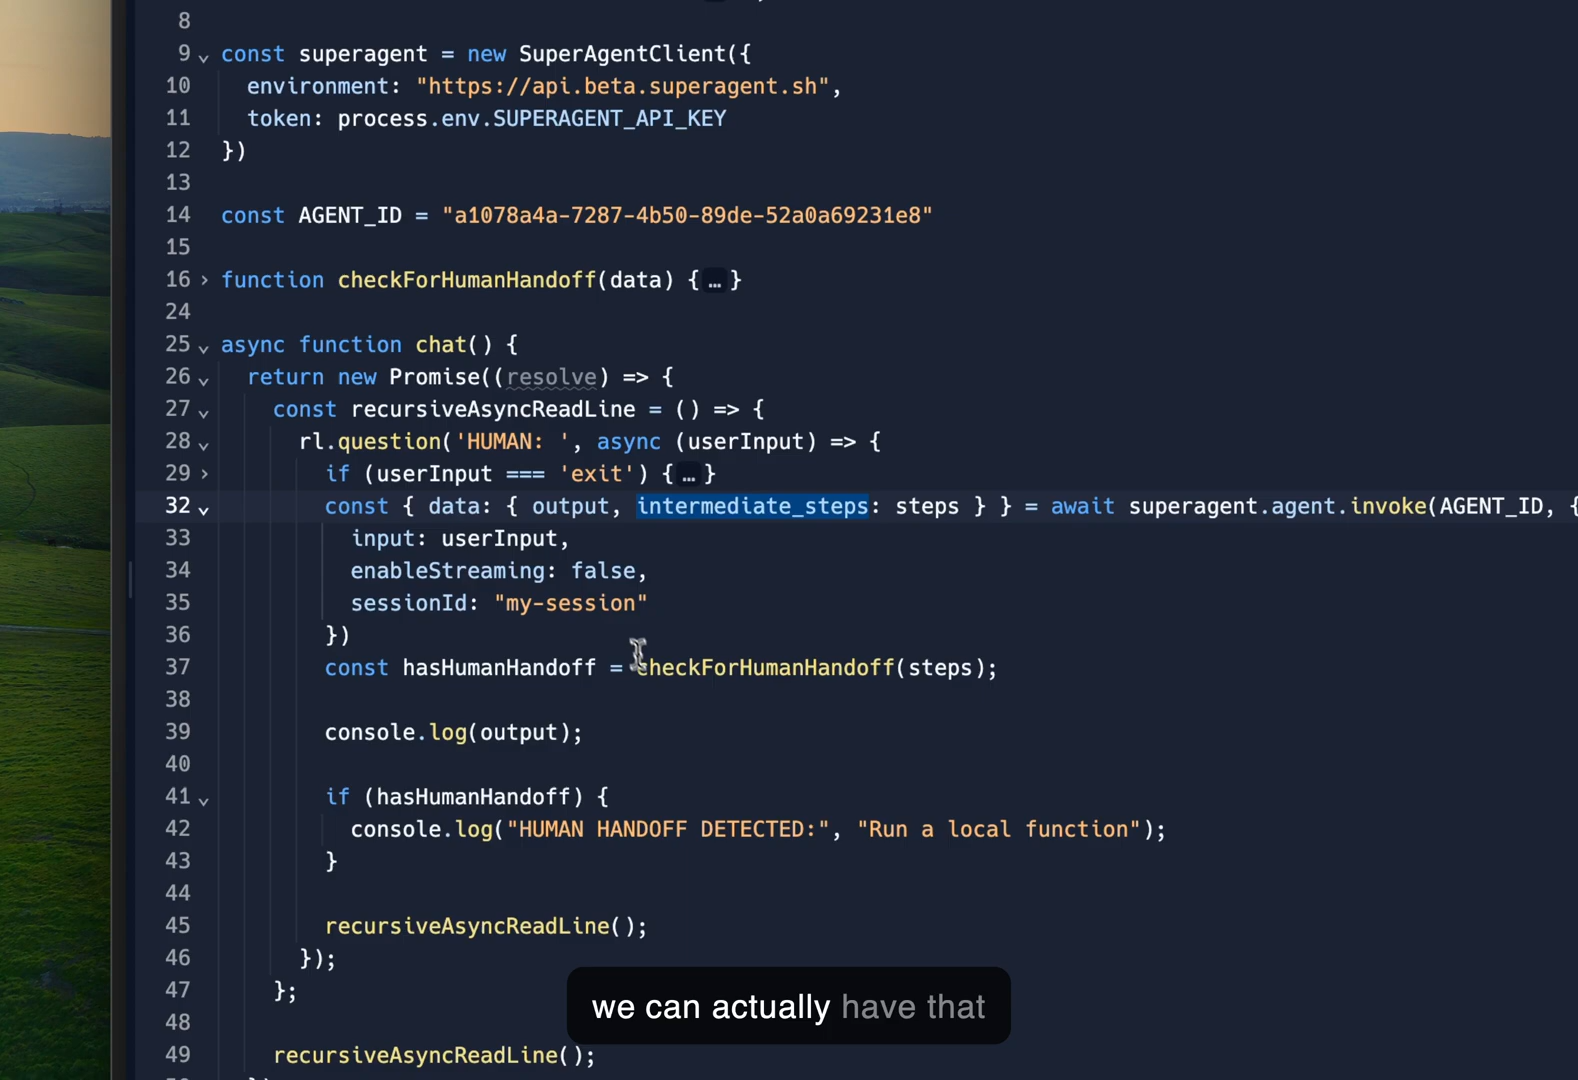 8
9 const superagent = new SuperAgentClient({
10 environment: "https://api.beta.superagent.sh",
11 token: process.env.SUPERAGENT_API_KEY
12 })
13
14 const AGENT_ID = "a1078a4a-7287-4b50-89de-52a0a69231e8"
15
16 function checkForHumanHandoff(data) {…}
24
25 async function chat() {
26 return new Promise((resolve) => {
27 const recursiveAsyncReadLine = () => {
28 rl.question('HUMAN: ', async (userInput) => {
29 if (userInput === 'exit') {…}
32 const { data: { output, intermediate_steps: steps } } = await superagent.agent.invoke(AGENT_ID, {
33 input: userInput,
34 enableStreaming: false,
35 sessionId: "my-session"
36 })
37 const hasHumanHandoff = checkForHumanHandoff(steps);
38
39 console.log(output);
40
41 if (hasHumanHandoff) {
42 console.log("HUMAN HANDOFF DETECTED:", "Run a local function");
43 }
44
45 recursiveAsyncReadLine();
46 });
47 };
48
49 recursiveAsyncReadLine();
we can actually have that